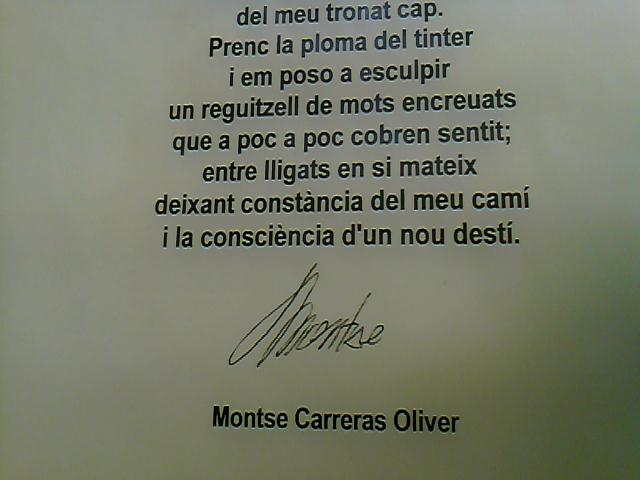 del meu tronat cap.
Prenc la ploma del tinter
i em poso a esculpir
un reguitzell de mots encreuats
que a poc a poc cobren sentit;
entre lligats en si mateix
deixant constància del meu camí
i la consciència d'un nou destí.
Montse
Montse Carreras Oliver